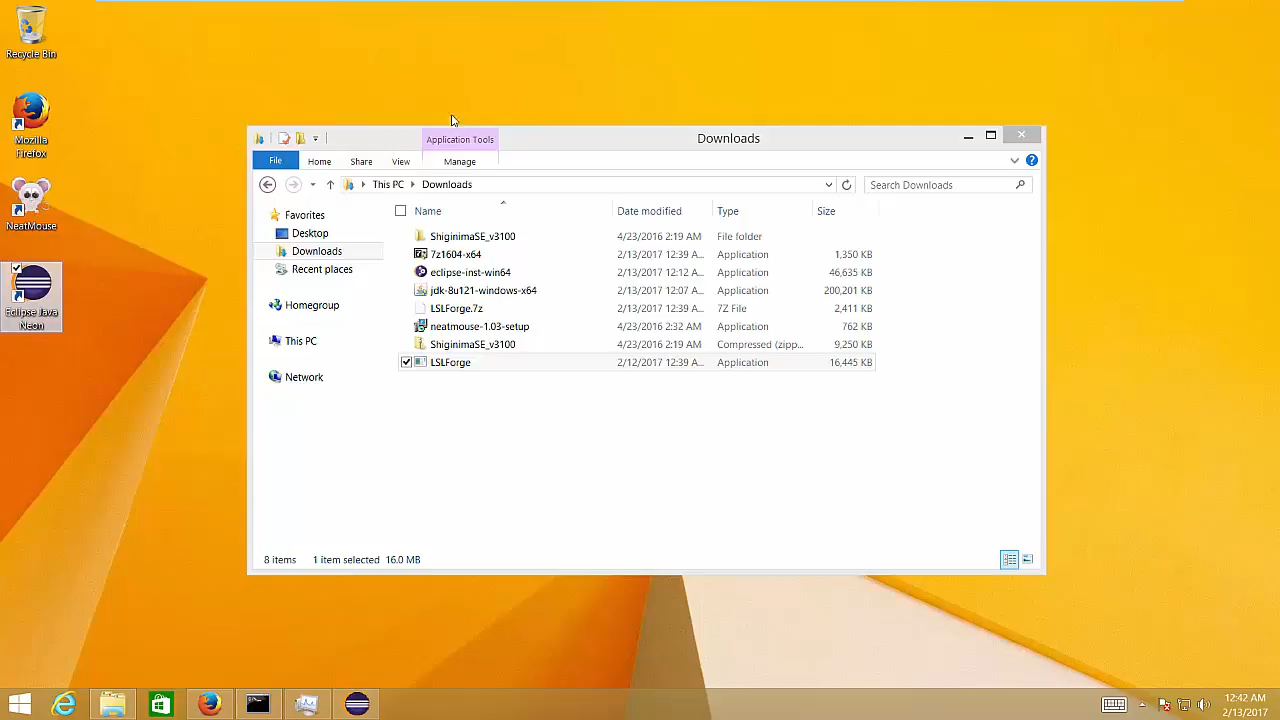 Recycle Bin
Mozilla
Firefox
NeatMouse
Eclipse Java
Neon
Application Tools
Downloads
File
Home
Share
View
Manage
This PC
Downloads
Search Downloads
Favorites
Desktop
Downloads
Recent places
Homegroup
This PC
Network
Name
Date modified
Type
Size
ShiginimaSE_v3100 4/23/2016 2:19 AM File folder
7z1604-x64 2/13/2017 12:39 A... Application 1,350 KB
eclipse-inst-win64 2/13/2017 12:12 A... Application 46,635 KB
jdk-8u121-windows-x64 2/13/2017 12:07 A... Application 200,201 KB
LSLForge.7z 2/13/2017 12:39 A... 7Z File 2,411 KB
neatmouse-1.03-setup 4/23/2016 2:32 AM Application 762 KB
ShiginimaSE_v3100 4/23/2016 2:19 AM Compressed (zipp... 9,250 KB
LSLForge 2/12/2017 12:39 A... Application 16,445 KB
8 items 1 item selected 16.0 MB
12:42 AM
2/13/2017